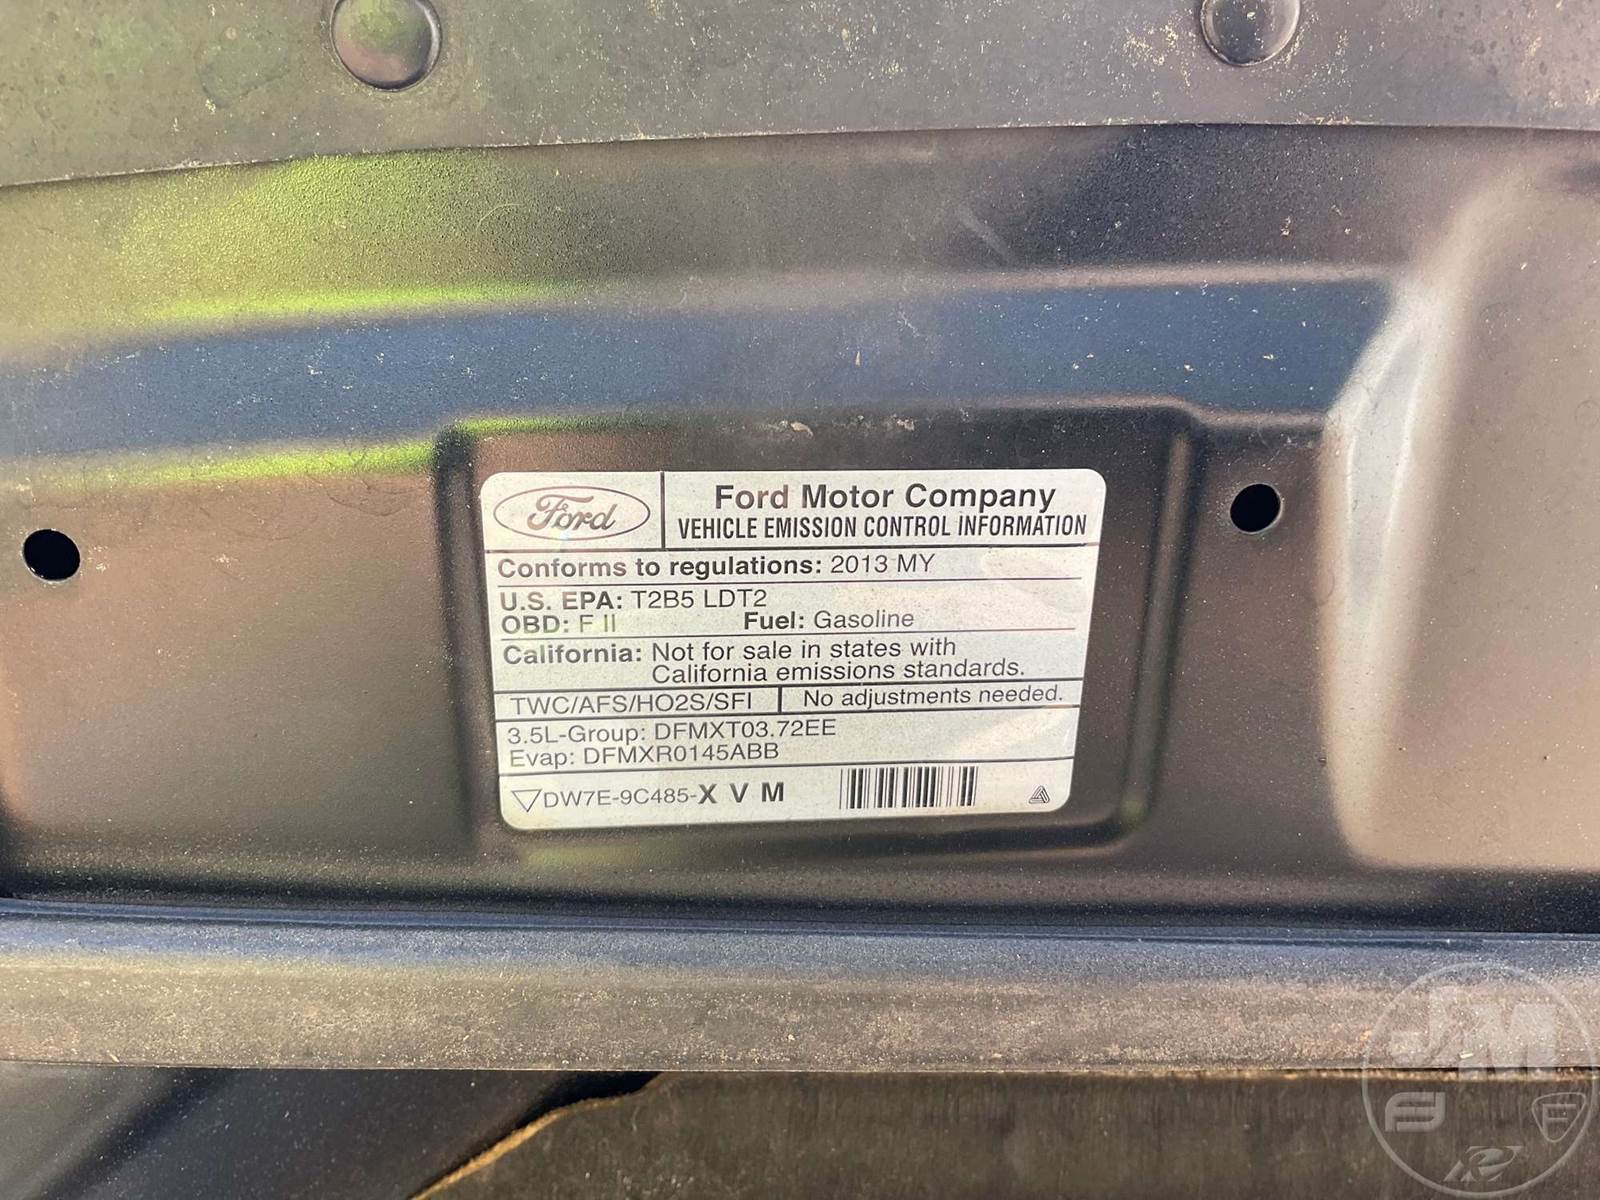 Ford
Ford Motor Company
VEHICLE EMISSION CONTROL INFORMATION
Conforms to regulations: 2013 MY
U.S. EPA: T2B5 LDT2
OBD: F II Fuel: Gasoline
California: Not for sale in states with
California emissions standards.
TWC/AFS/HO2S/SFI No adjustments needed.
3.5L-Group: DFMXT03.72EE
Evap: DFMXR0145ABB
DW7E-9C485-X V M
JM